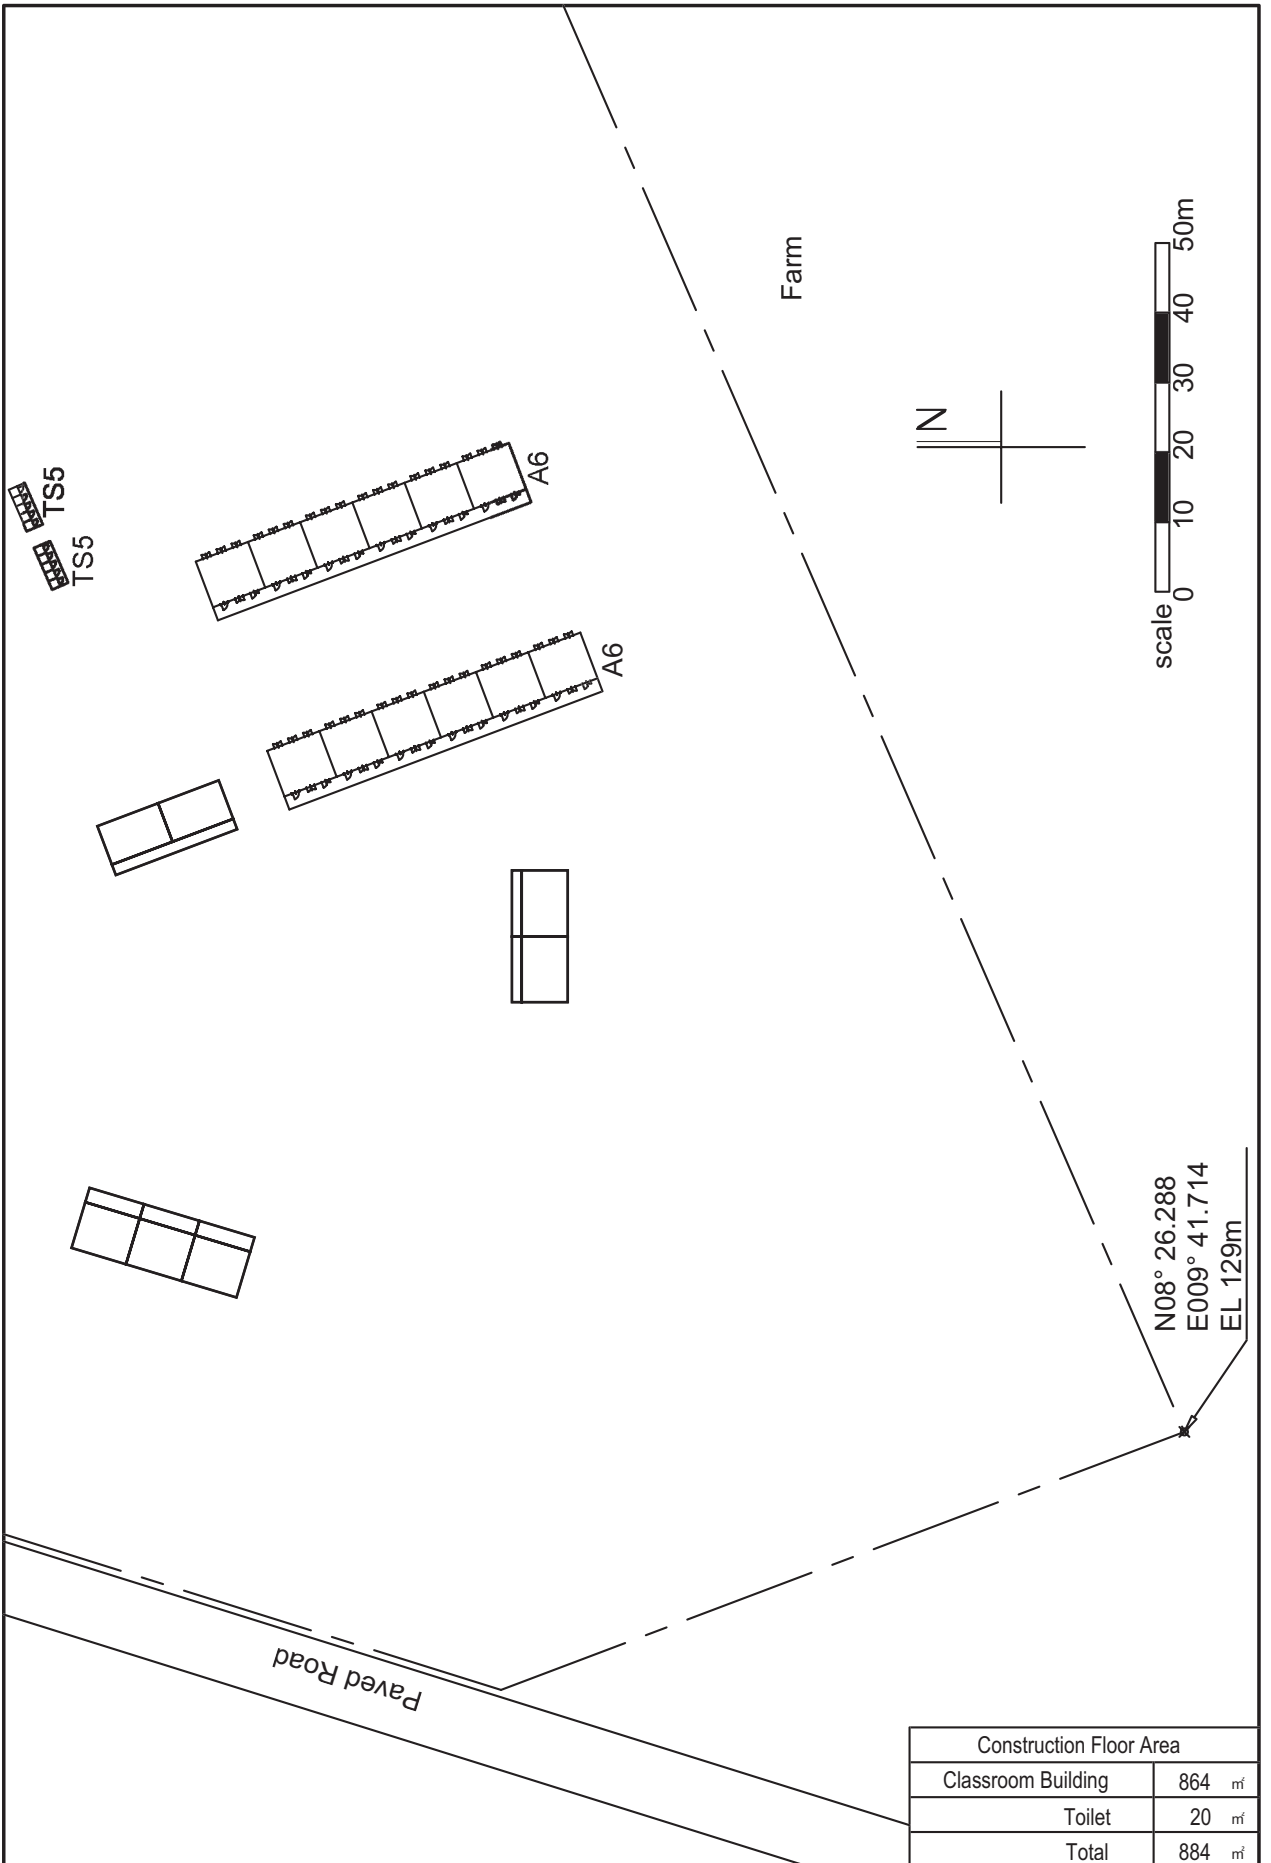 TS5
TS5
A6
A6
Farm
N
scale
0 10 20 30 40 50m
N08° 26.288
E009° 41.714
EL 129m
Paved Road
Construction Floor Area
Classroom Building 864 ㎡
Toilet 20 ㎡
Total 884 ㎡